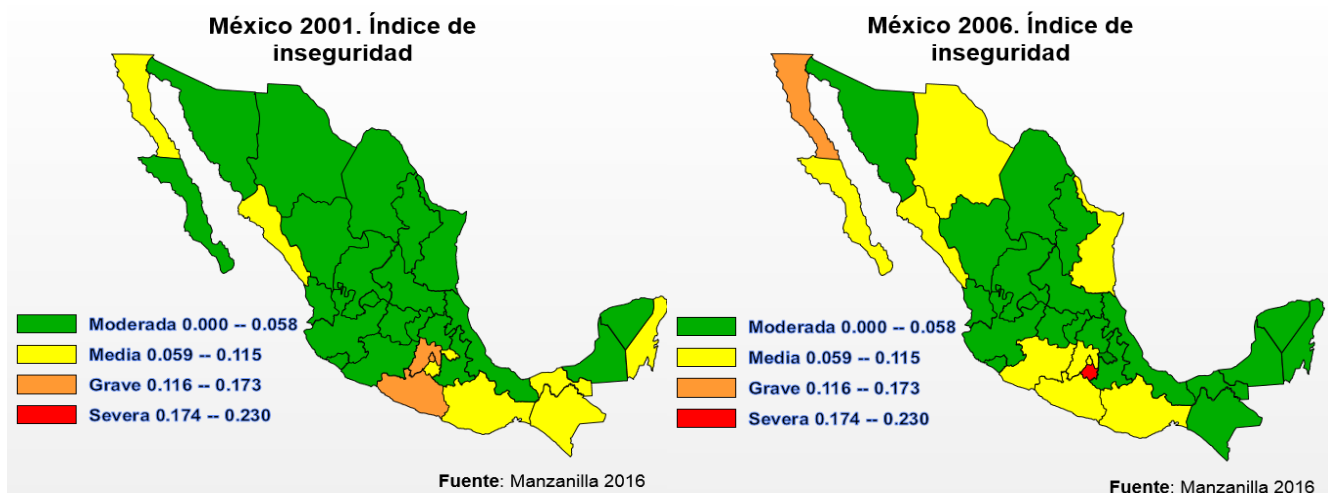 México 2001. Índice de
inseguridad
Moderada 0.000 -- 0.058
Media 0.059 -- 0.115
Grave 0.116 -- 0.173
Severa 0.174 -- 0.230
Fuente: Manzanilla 2016
México 2006. Índice de
inseguridad
Moderada 0.000 -- 0.058
Media 0.059 -- 0.115
Grave 0.116 -- 0.173
Severa 0.174 -- 0.230
Fuente: Manzanilla 2016